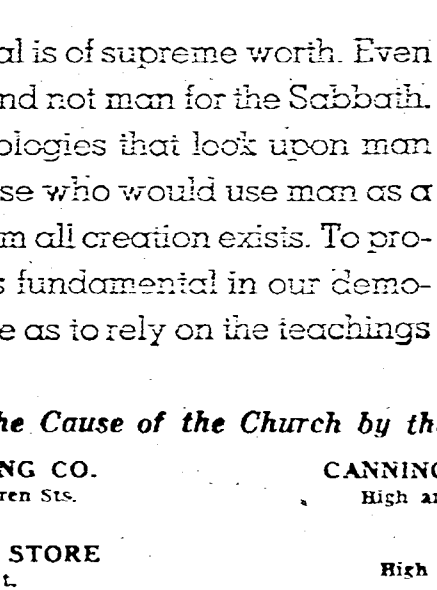 al is of supreme worth. Even
nd not man for the Sabbath.
ologies that look upon man
se who would use man as a
m all creation exists. To pro-
s fundamental in our demo-
e as to rely on the teachings
he Cause of the Church by th
NG CO.
ren Sts.
CANNING
High a
STORE
t.
High